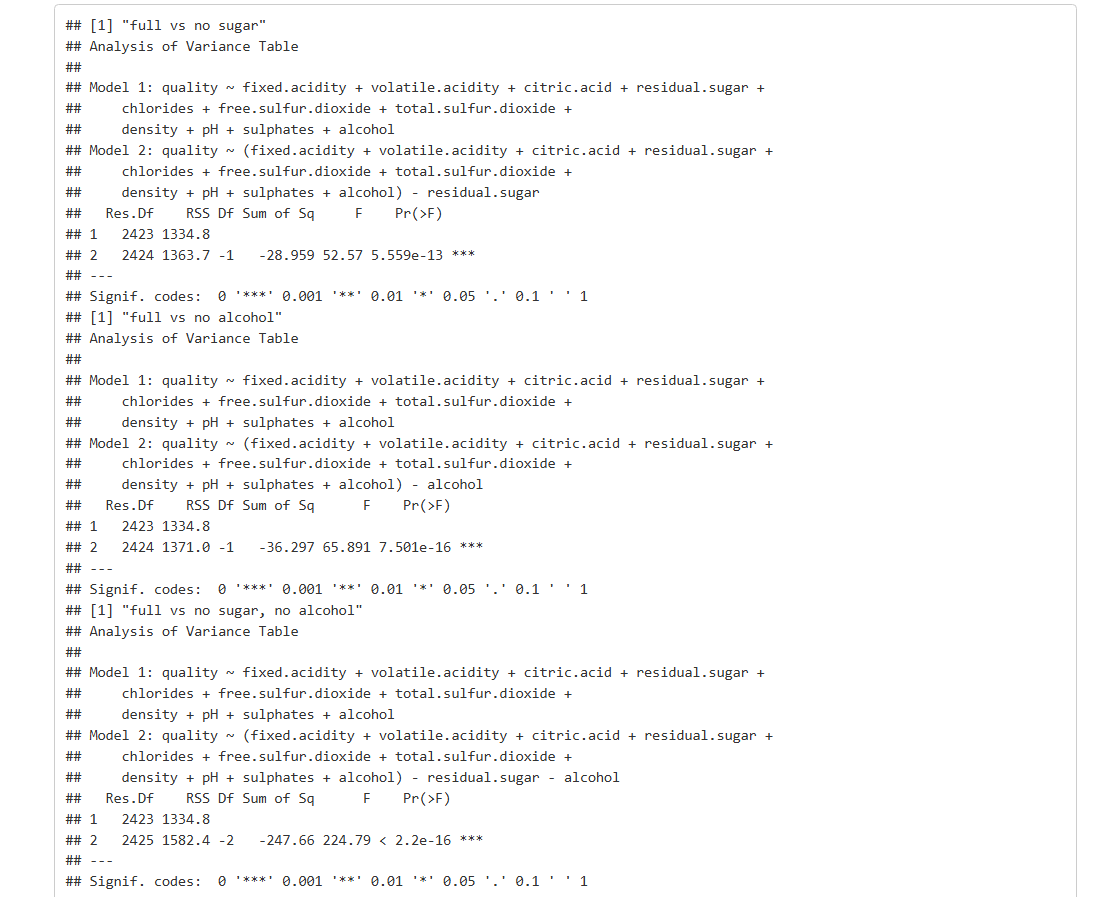 ## [1] "full vs no sugar"
## Analysis of Variance Table
##
## Model 1: quality ~ fixed.acidity + volatile.acidity + citric.acid + residual.sugar +
##     chlorides + free.sulfur.dioxide + total.sulfur.dioxide +
##     density + pH + sulphates + alcohol
## Model 2: quality ~ (fixed.acidity + volatile.acidity + citric.acid + residual.sugar +
##     chlorides + free.sulfur.dioxide + total.sulfur.dioxide +
##     density + pH + sulphates + alcohol) - residual.sugar
##   Res.Df    RSS Df Sum of Sq     F    Pr(>F)
## 1   2423 1334.8
## 2   2424 1363.7 -1   -28.959 52.57 5.559e-13 ***
## ---
## Signif. codes:  0 '***' 0.001 '**' 0.01 '*' 0.05 '.' 0.1 ' ' 1
## [1] "full vs no alcohol"
## Analysis of Variance Table
##
## Model 1: quality ~ fixed.acidity + volatile.acidity + citric.acid + residual.sugar +
##     chlorides + free.sulfur.dioxide + total.sulfur.dioxide +
##     density + pH + sulphates + alcohol
## Model 2: quality ~ (fixed.acidity + volatile.acidity + citric.acid + residual.sugar +
##     chlorides + free.sulfur.dioxide + total.sulfur.dioxide +
##     density + pH + sulphates + alcohol) - alcohol
##   Res.Df    RSS Df Sum of Sq      F    Pr(>F)
## 1   2423 1334.8
## 2   2424 1371.0 -1   -36.297 65.891 7.501e-16 ***
## ---
## Signif. codes:  0 '***' 0.001 '**' 0.01 '*' 0.05 '.' 0.1 ' ' 1
## [1] "full vs no sugar, no alcohol"
## Analysis of Variance Table
##
## Model 1: quality ~ fixed.acidity + volatile.acidity + citric.acid + residual.sugar +
##     chlorides + free.sulfur.dioxide + total.sulfur.dioxide +
##     density + pH + sulphates + alcohol
## Model 2: quality ~ (fixed.acidity + volatile.acidity + citric.acid + residual.sugar +
##     chlorides + free.sulfur.dioxide + total.sulfur.dioxide +
##     density + pH + sulphates + alcohol) - residual.sugar - alcohol
##   Res.Df    RSS Df Sum of Sq      F    Pr(>F)
## 1   2423 1334.8
## 2   2425 1582.4 -2   -247.66 224.79 < 2.2e-16 ***
## ---
## Signif. codes:  0 '***' 0.001 '**' 0.01 '*' 0.05 '.' 0.1 ' ' 1